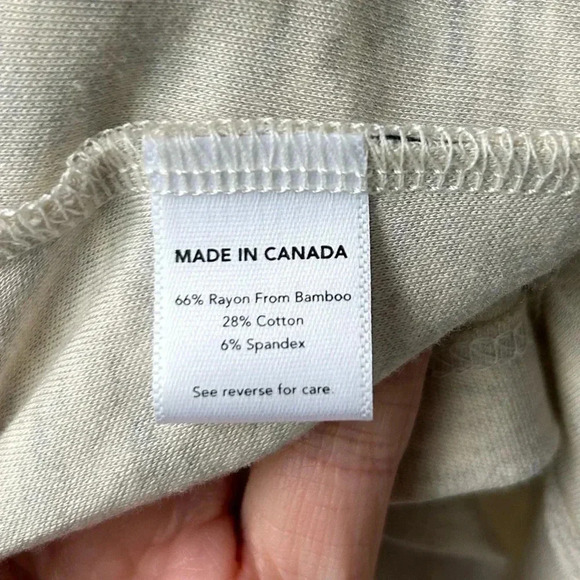 MADE IN CANADA
66% Rayon From Bamboo
28% Cotton
6% Spandex
See reverse for care.